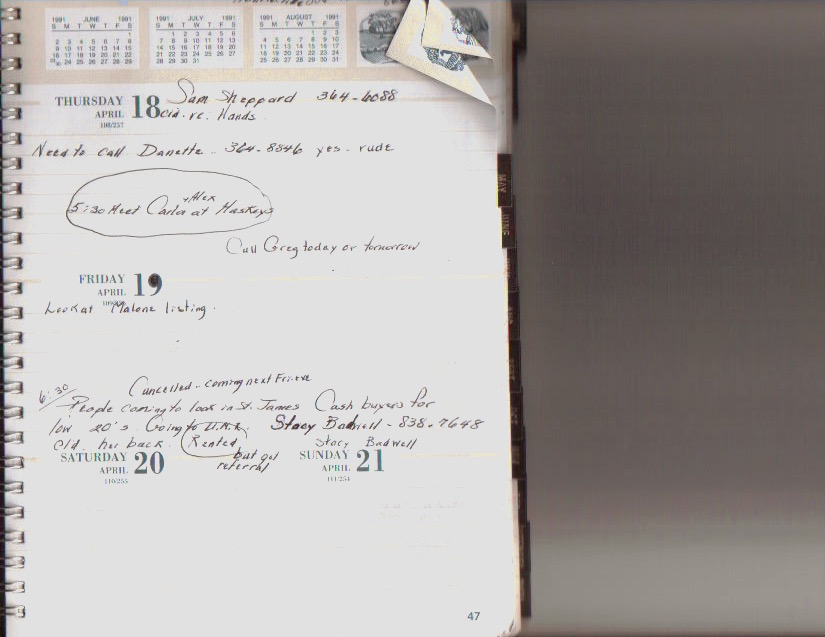 1991 JUNE 1991
S M T W T F S
1
2 3 4 5 6 7 8
9 10 11 12 13 14 15
16 17 18 19 20 21 22
23/30 24 25 26 27 28 29
1991 JULY 1991
S M T W T F S
1 2 3 4 5 6
7 8 9 10 11 12 13
14 15 16 17 18 19 20
21 22 23 24 25 26 27
28 29 30 31
1991 AUGUST 1991
S M T W T F S
1 2 3
4 5 6 7 8 9 10
11 12 13 14 15 16 17
18 19 20 21 22 23 24
25 26 27 28 29 30 31
THURSDAY 18
APRIL
108/257
Sam Sheppard 364-6088
Cld. re. Hands
Need to call Danette - 364-8846 yes - rude
+ Alex
5:30 Meet Carla at Haskeys
Call Greg today or tomorrow
FRIDAY 19
APRIL
Look at Malone listing.
Cancelled - coming next Fri. eve
6:30
People coming to look in St. James Cash buyers for
low 20's Going to Stacy Badwell - 838-7648
Cld. her back. Rented Stacy Badwell
but get
referral
SATURDAY 20
APRIL
110/255
SUNDAY 21
APRIL
111/254
MAY
47